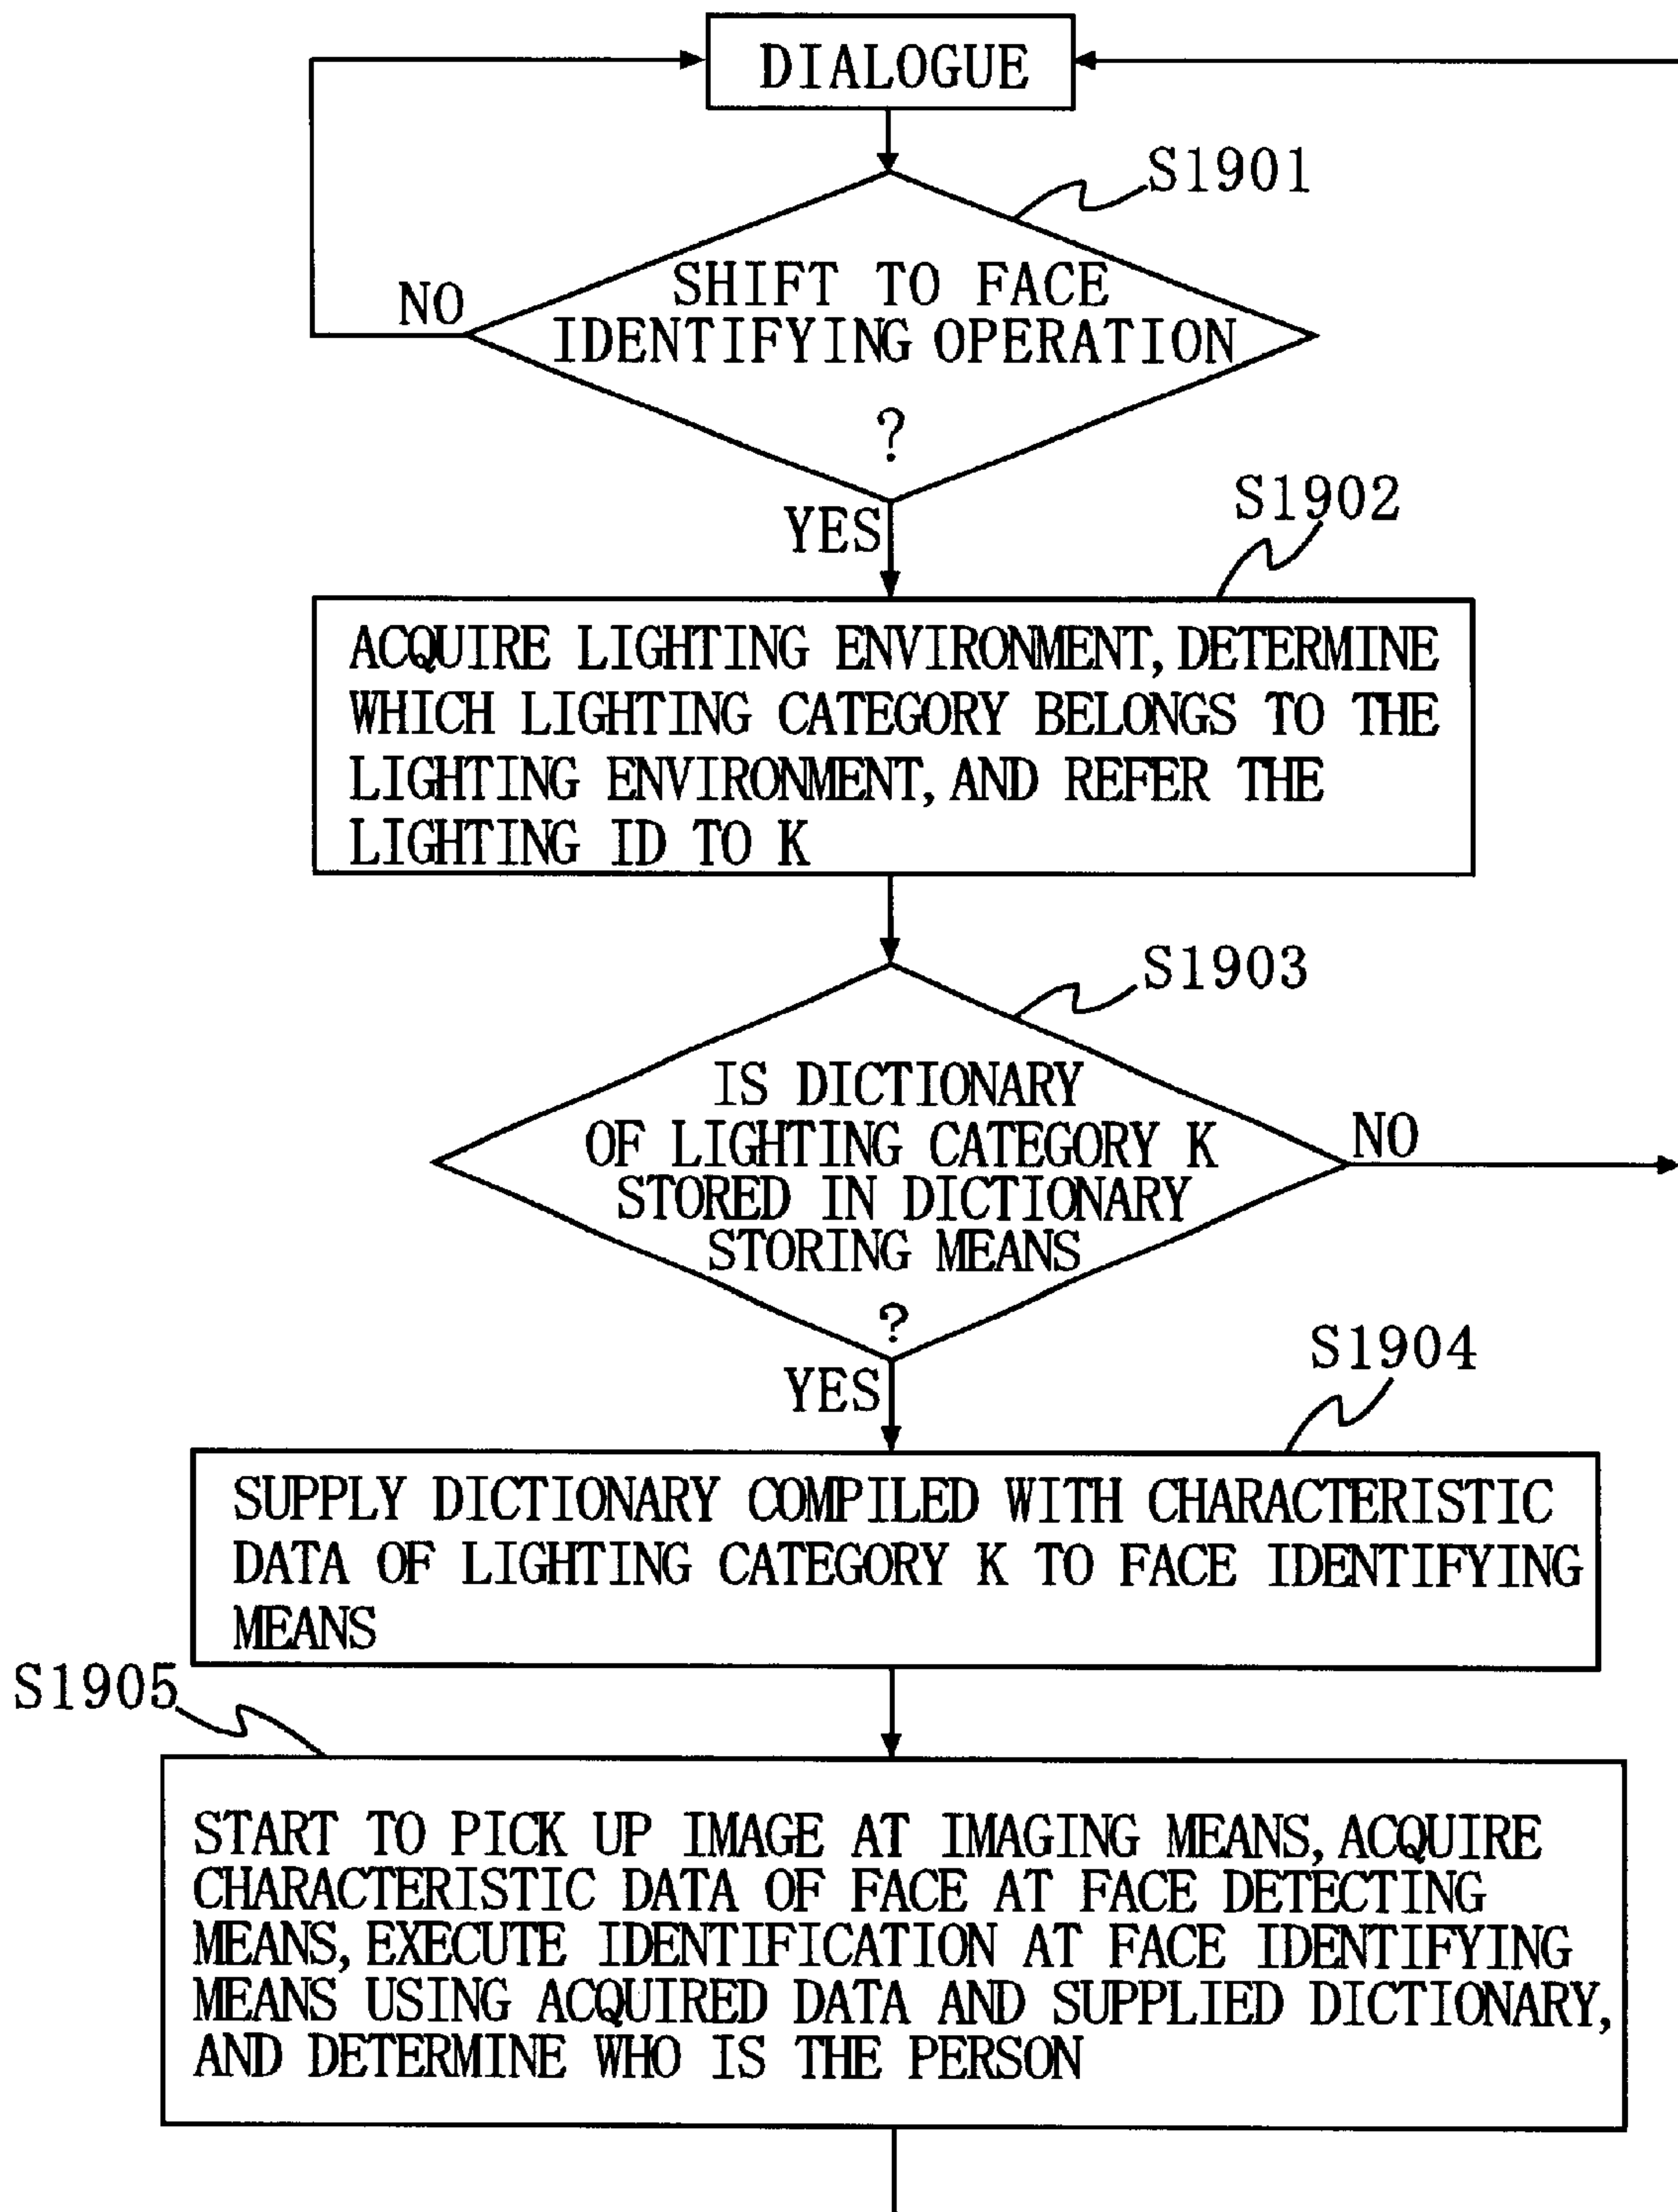 DIALOGUE
S1901
SHIFT TO FACE
IDENTIFYING OPERATION
?
NO
YES
S1902
ACQUIRE LIGHTING ENVIRONMENT, DETERMINE
WHICH LIGHTING CATEGORY BELONGS TO THE
LIGHTING ENVIRONMENT, AND REFER THE
LIGHTING ID TO K
S1903
IS DICTIONARY
OF LIGHTING CATEGORY K
STORED IN DICTIONARY
STORING MEANS
?
NO
YES
S1904
SUPPLY DICTIONARY COMPILED WITH CHARACTERISTIC
DATA OF LIGHTING CATEGORY K TO FACE IDENTIFYING
MEANS
S1905
START TO PICK UP IMAGE AT IMAGING MEANS, ACQUIRE
CHARACTERISTIC DATA OF FACE AT FACE DETECTING
MEANS, EXECUTE IDENTIFICATION AT FACE IDENTIFYING
MEANS USING ACQUIRED DATA AND SUPPLIED DICTIONARY,
AND DETERMINE WHO IS THE PERSON